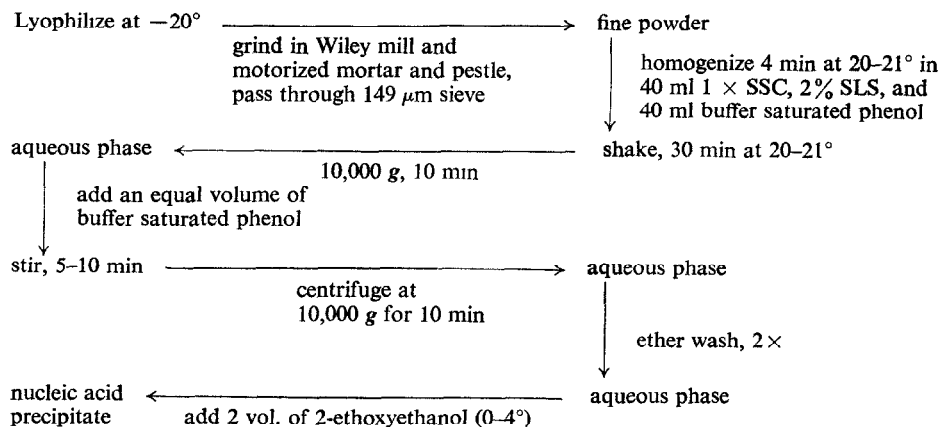 Lyophilize at −20°
grind in Wiley mill and
motorized mortar and pestle,
pass through 149 μm sieve
fine powder
homogenize 4 min at 20–21° in
40 ml 1 × SSC, 2% SLS, and
40 ml buffer saturated phenol
shake, 30 min at 20–21°
10,000 g, 10 min
aqueous phase
add an equal volume of
buffer saturated phenol
stir, 5–10 min
centrifuge at
10,000 g for 10 min
aqueous phase
ether wash, 2×
aqueous phase
add 2 vol. of 2-ethoxyethanol (0–4°)
nucleic acid
precipitate